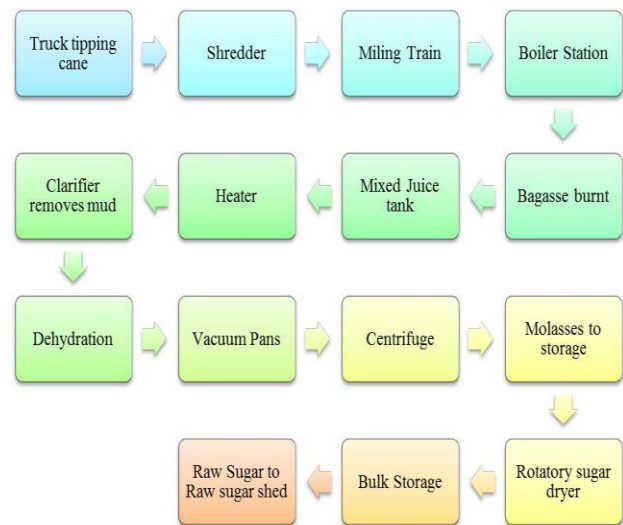 Truck tipping
cane
Shredder
Miling Train
Boiler Station
Bagasse burnt
Mixed Juice
tank
Heater
Clarifier
removes mud
Dehydration
Vacuum Pans
Centrifuge
Molasses to
storage
Rotatory sugar
dryer
Bulk Storage
Raw Sugar to
Raw sugar shed